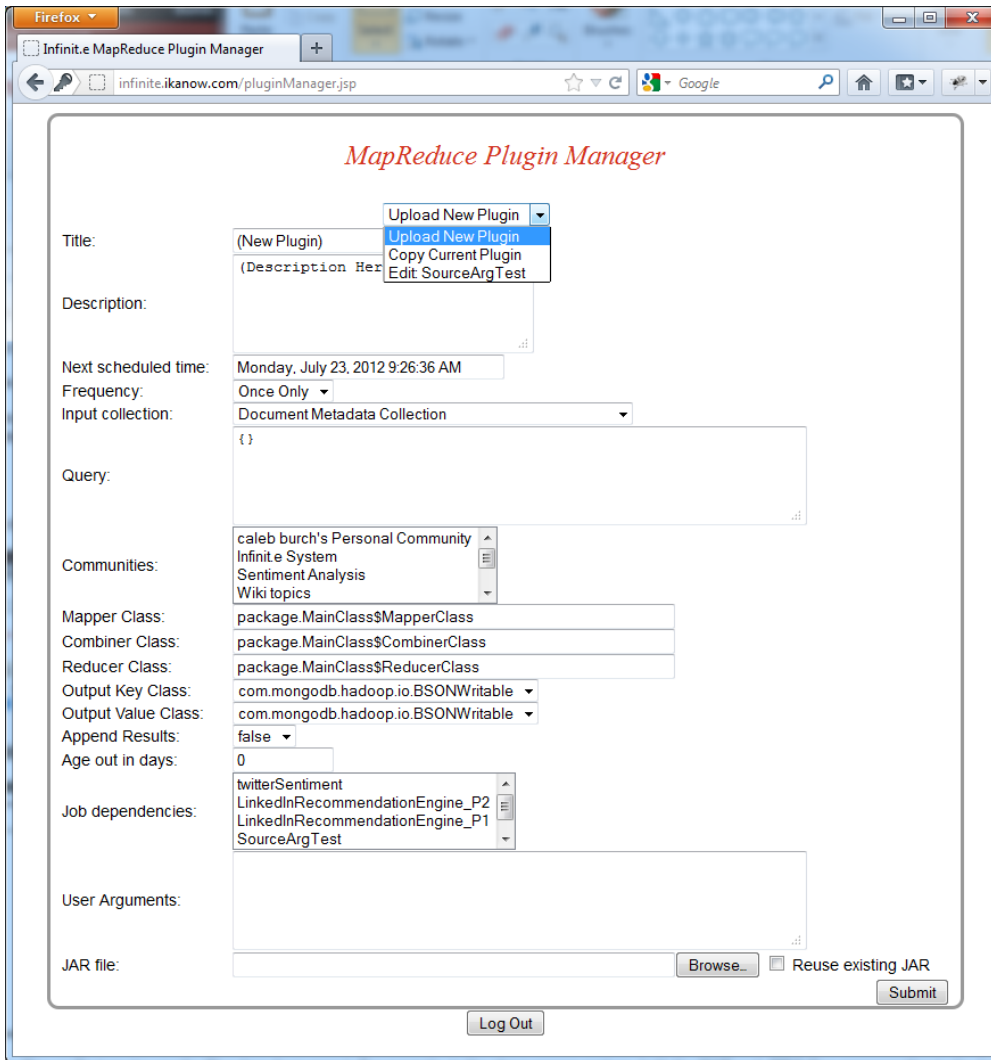 Firefox
Infinit.e MapReduce Plugin Manager
infinite.ikanow.com/pluginManager.jsp
Google
MapReduce Plugin Manager
Upload New Plugin
Upload New Plugin
Copy Current Plugin
Edit: SourceArgTest
Title:
(New Plugin)
(Description Her
Description:
Next scheduled time:
Monday, July 23, 2012 9:26:36 AM
Frequency:
Once Only
Input collection:
Document Metadata Collection
{}
Query:
caleb burch's Personal Community
Infinit.e System
Sentiment Analysis
Wiki topics
Communities:
Mapper Class:
package.MainClass$MapperClass
Combiner Class:
package.MainClass$CombinerClass
Reducer Class:
package.MainClass$ReducerClass
Output Key Class:
com.mongodb.hadoop.io.BSONWritable
Output Value Class:
com.mongodb.hadoop.io.BSONWritable
Append Results:
false
Age out in days:
0
twitterSentiment
LinkedInRecommendationEngine_P2
LinkedInRecommendationEngine_P1
SourceArgTest
Job dependencies:
User Arguments:
JAR file:
Browse...
Reuse existing JAR
Submit
Log Out